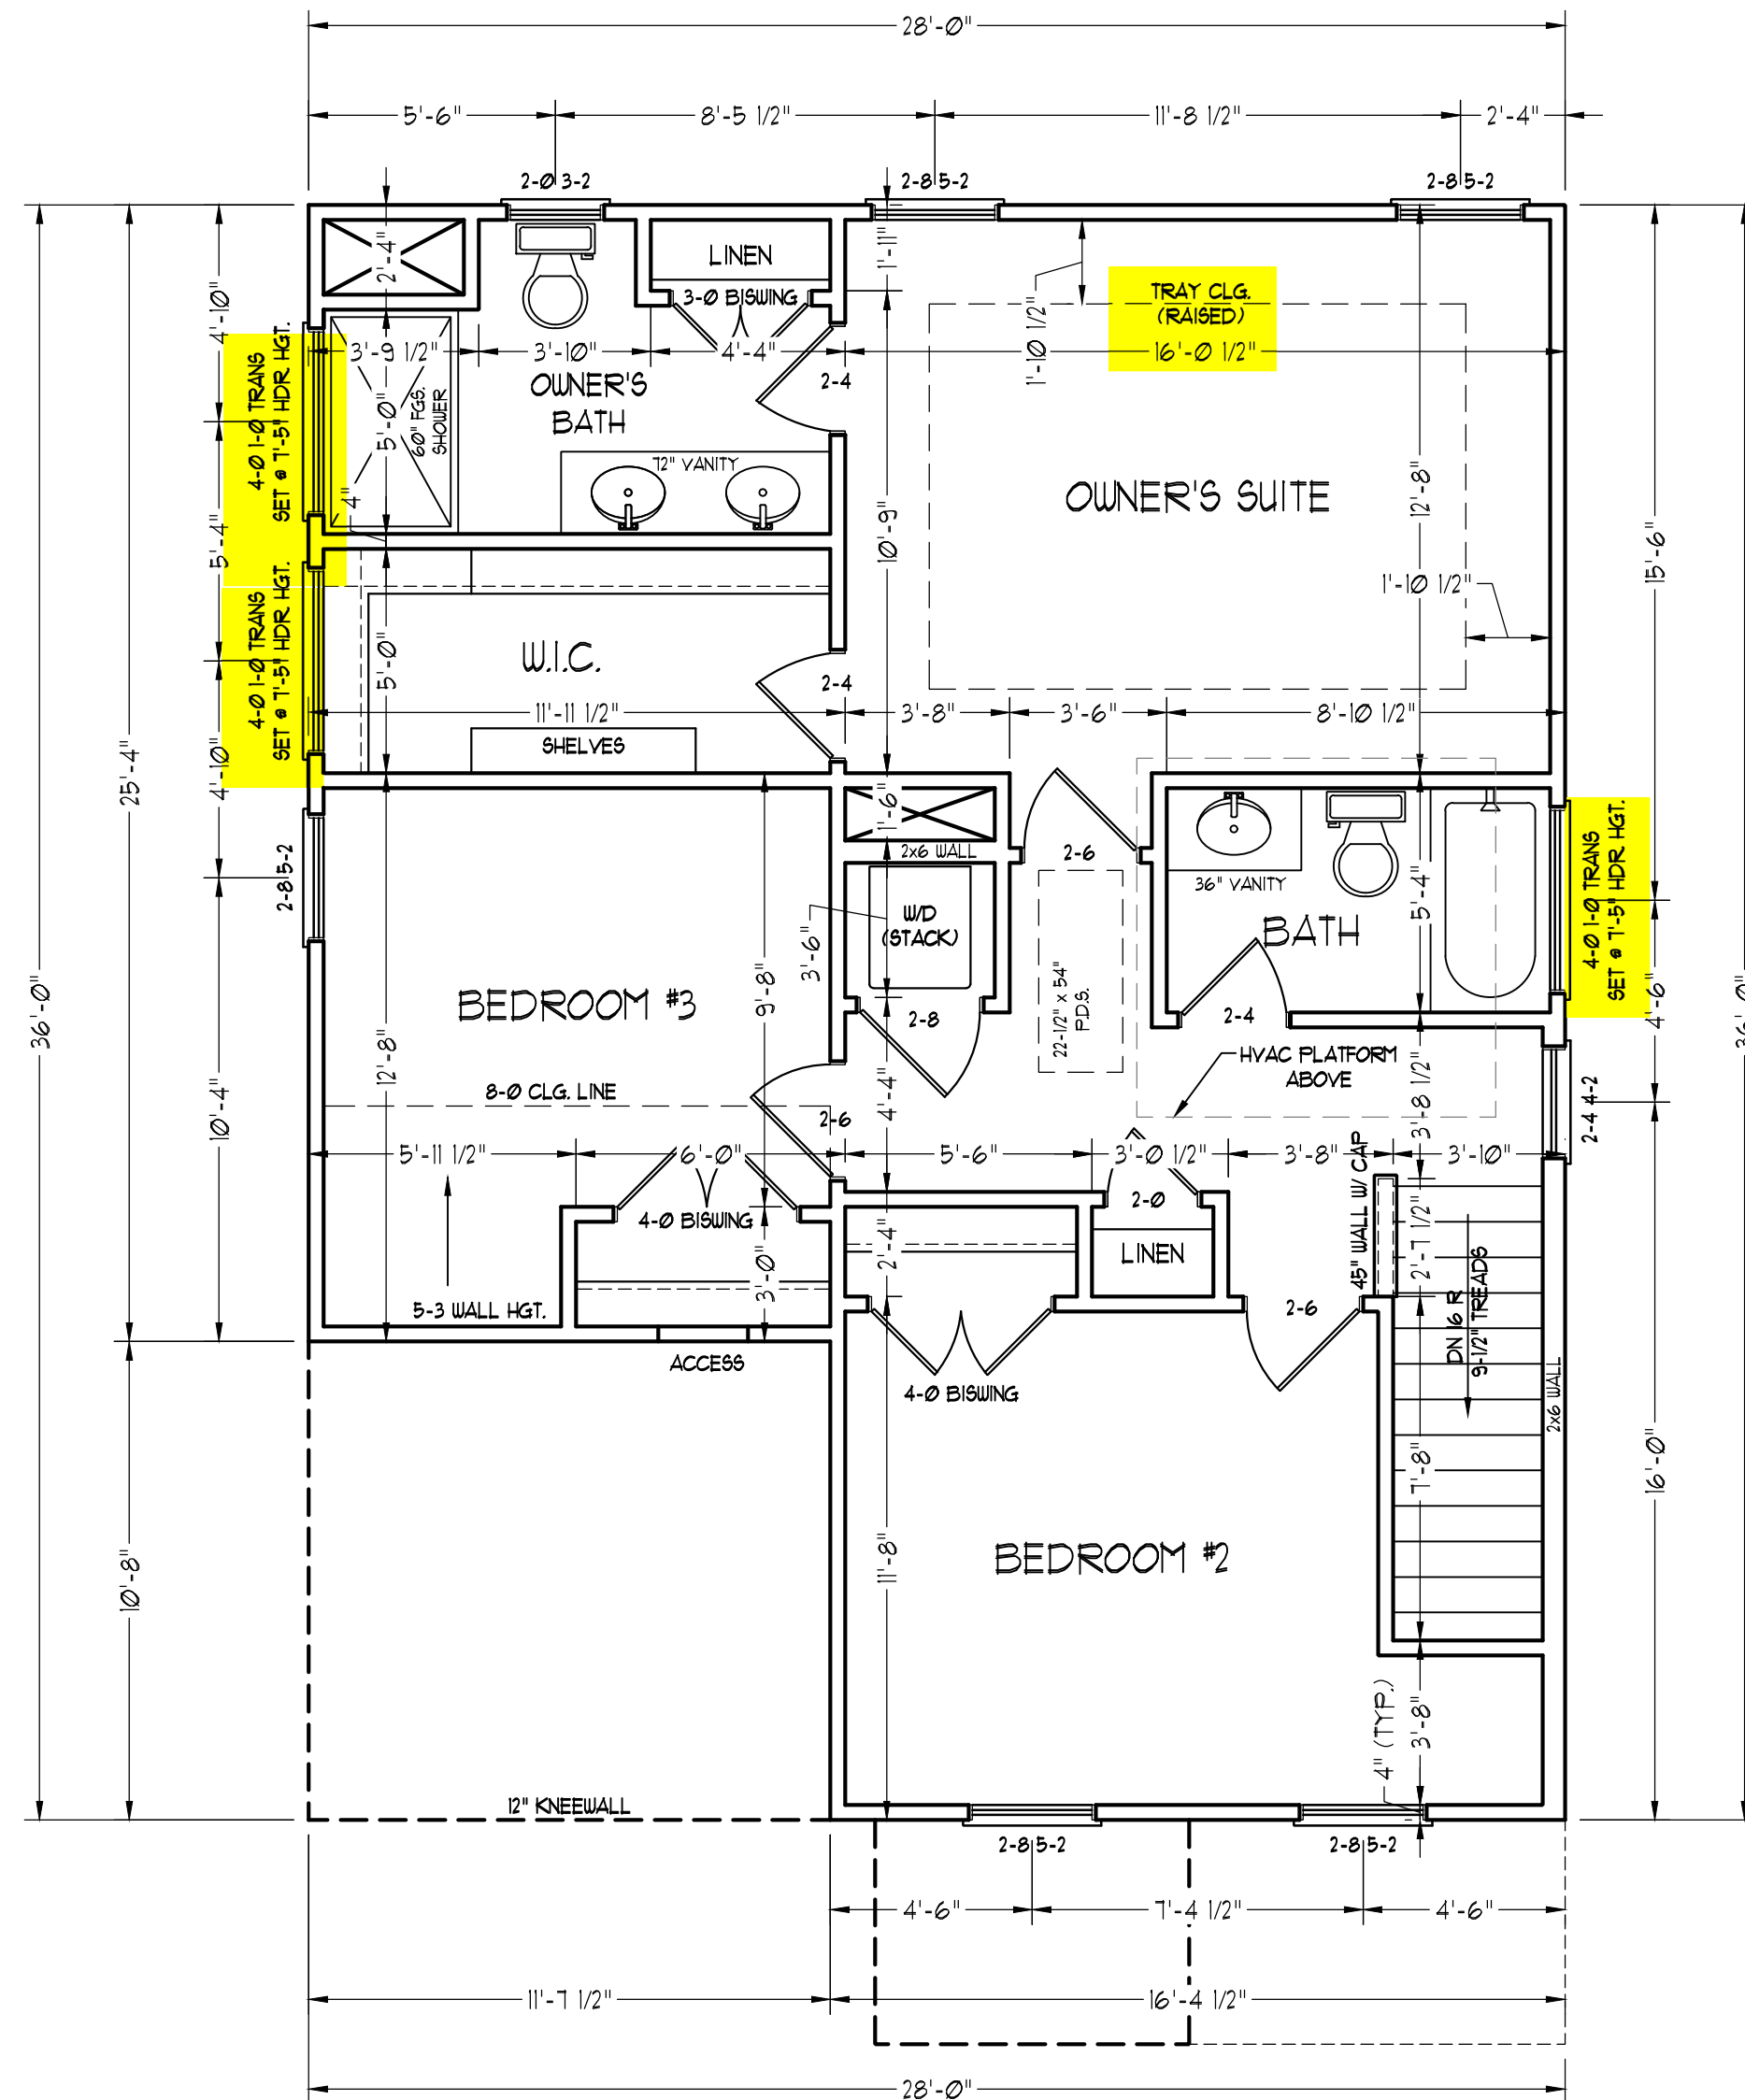 28'-0"
5'-6"
8'-5 1/2"
11'-8 1/2"
2'-4"
2-0 3-2
2-8 5-2
2-8 5-2
2'-4"
LINEN
3-0 BISWING
1'-11"
1'-10 1/2"
TRAY CLG.
(RAISED)
3'-9 1/2"
3'-10"
4'-4"
16'-0 1/2"
4'-10"
4-0 1-0 TRANS
SET @ 7'-5" HDR HGT.
5'-0"
60" FGS.
SHOWER
OWNER'S
BATH
2-4
72" VANITY
4"
OWNER'S SUITE
12'-8"
10'-9"
5'-4"
15'-6"
1'-10 1/2"
4-0 1-0 TRANS
SET @ 7'-5" HDR HGT.
5'-0"
W.I.C.
2-4
11'-11 1/2"
3'-8"
3'-6"
8'-10 1/2"
SHELVES
4'-10"
25'-4"
36'-0"
2-8 5-2
1'-6"
2x6 WALL
2-6
36" VANITY
5'-4"
4-0 1-0 TRANS
SET @ 7'-5" HDR HGT.
W/D
(STACK)
3'-6"
BATH
BEDROOM #3
9'-8"
22-1/2" x 54"
P.D.S.
2-8
2-4
4'-6"
36'-0"
HVAC PLATFORM
ABOVE
12'-8"
10'-4"
8-0 CLG. LINE
4'-4"
2-6
3'-8 1/2"
2-4 4-2
5'-11 1/2"
6'-0"
5'-6"
3'-0 1/2"
3'-8"
3'-10"
2-0
45" WALL W/ CAP
4-0 BISWING
3'-0"
2'-4"
LINEN
2'-7 1/2"
5-3 WALL HGT.
2-6
DN 16 R
9-1/2" TREADS
ACCESS
4-0 BISWING
2x6 WALL
7'-8"
16'-0"
10'-8"
11'-8"
BEDROOM #2
3'-8"
4" (TYP.)
12" KNEEWALL
2-8 5-2
2-8 5-2
4'-6"
7'-4 1/2"
4'-6"
11'-7 1/2"
16'-4 1/2"
28'-0"